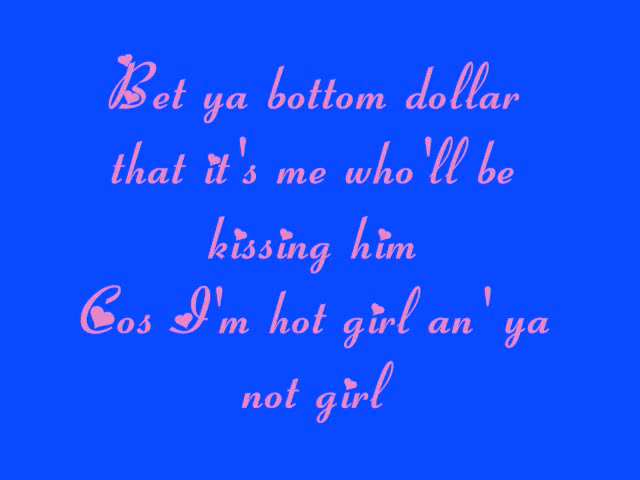 Bet ya bottom dollar
that it's me who'll be
kissing him
Cos I'm hot girl an' ya
not girl